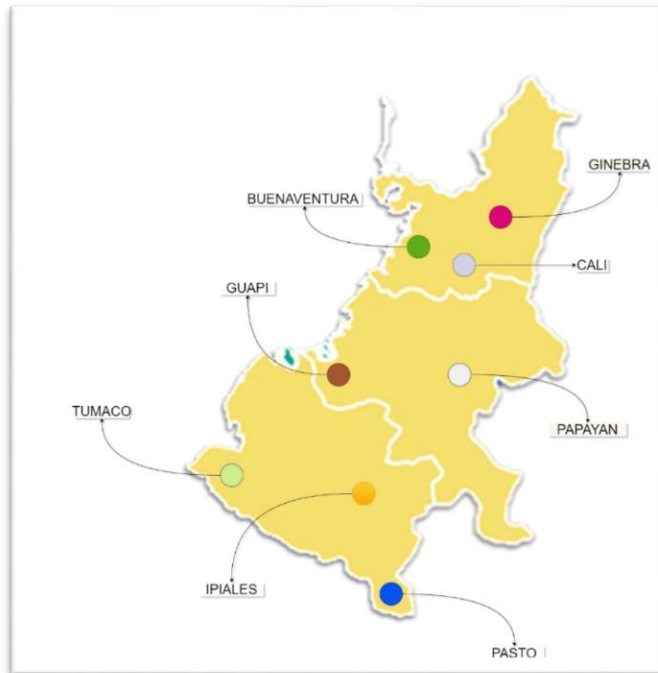 GINEBRA
BUENAVENTURA
CALI
GUAPI
TUMACO
PAPAYAN
IPIALES
PASTO